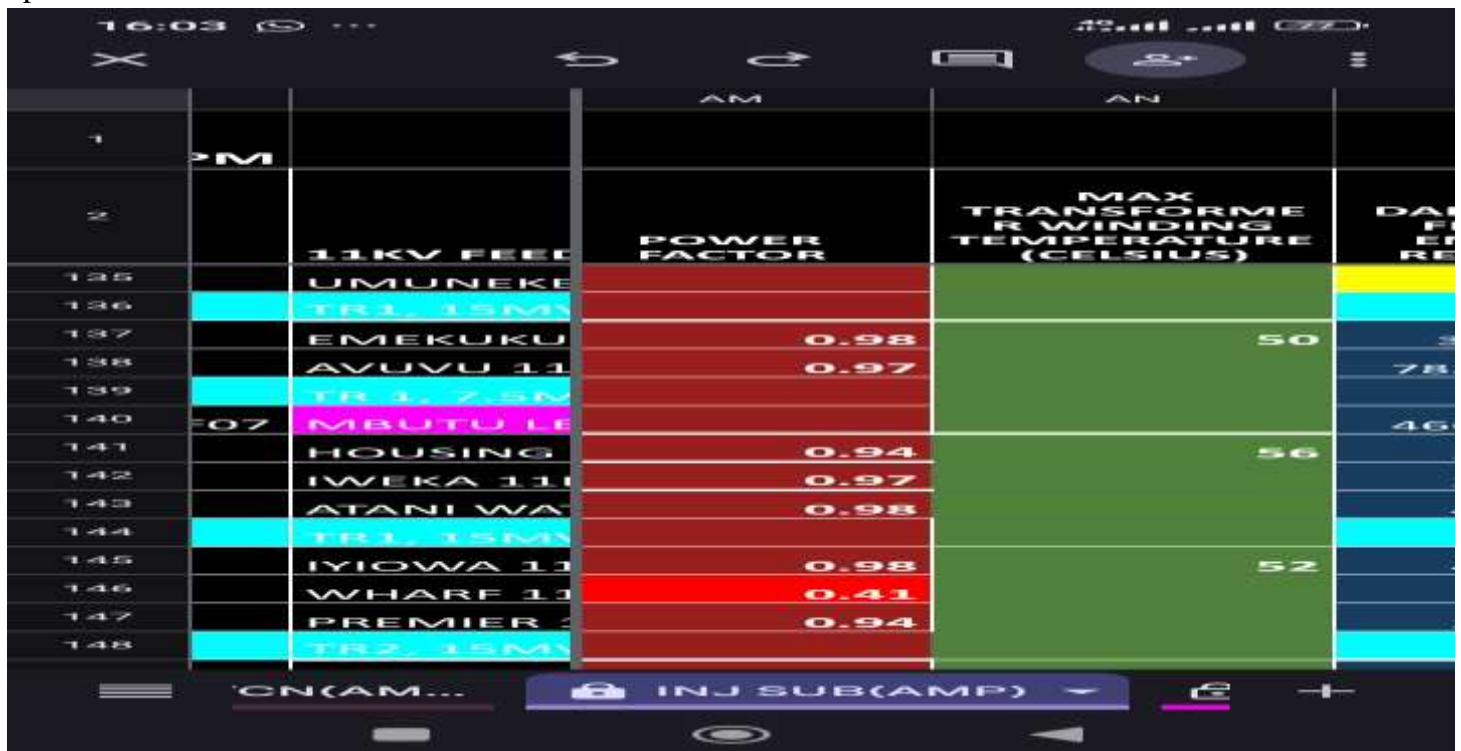 16:03 ...
4G
AM AN
1 PM
2 11KV FEED POWER FACTOR MAX TRANSFORME R WINDING TEMPERATURE (CELSIUS)
135 UMUNEKE
136 TR1, 15MV
137 EMEKUKU 0.98 50
138 AVUVU 11 0.97 78
139 TR 1, 7.5M
140 F07 MBUTU LE 46
141 HOUSING 0.94 56
142 IWEKA 11 0.97
143 ATANI WAT 0.98
144 TR1, 15MV
145 IYIOWA 11 0.98 52
146 WHARF 11 0.41
147 PREMIER 0.94
148 TR2, 15MV
CN(AM... INJ SUB(AMP)